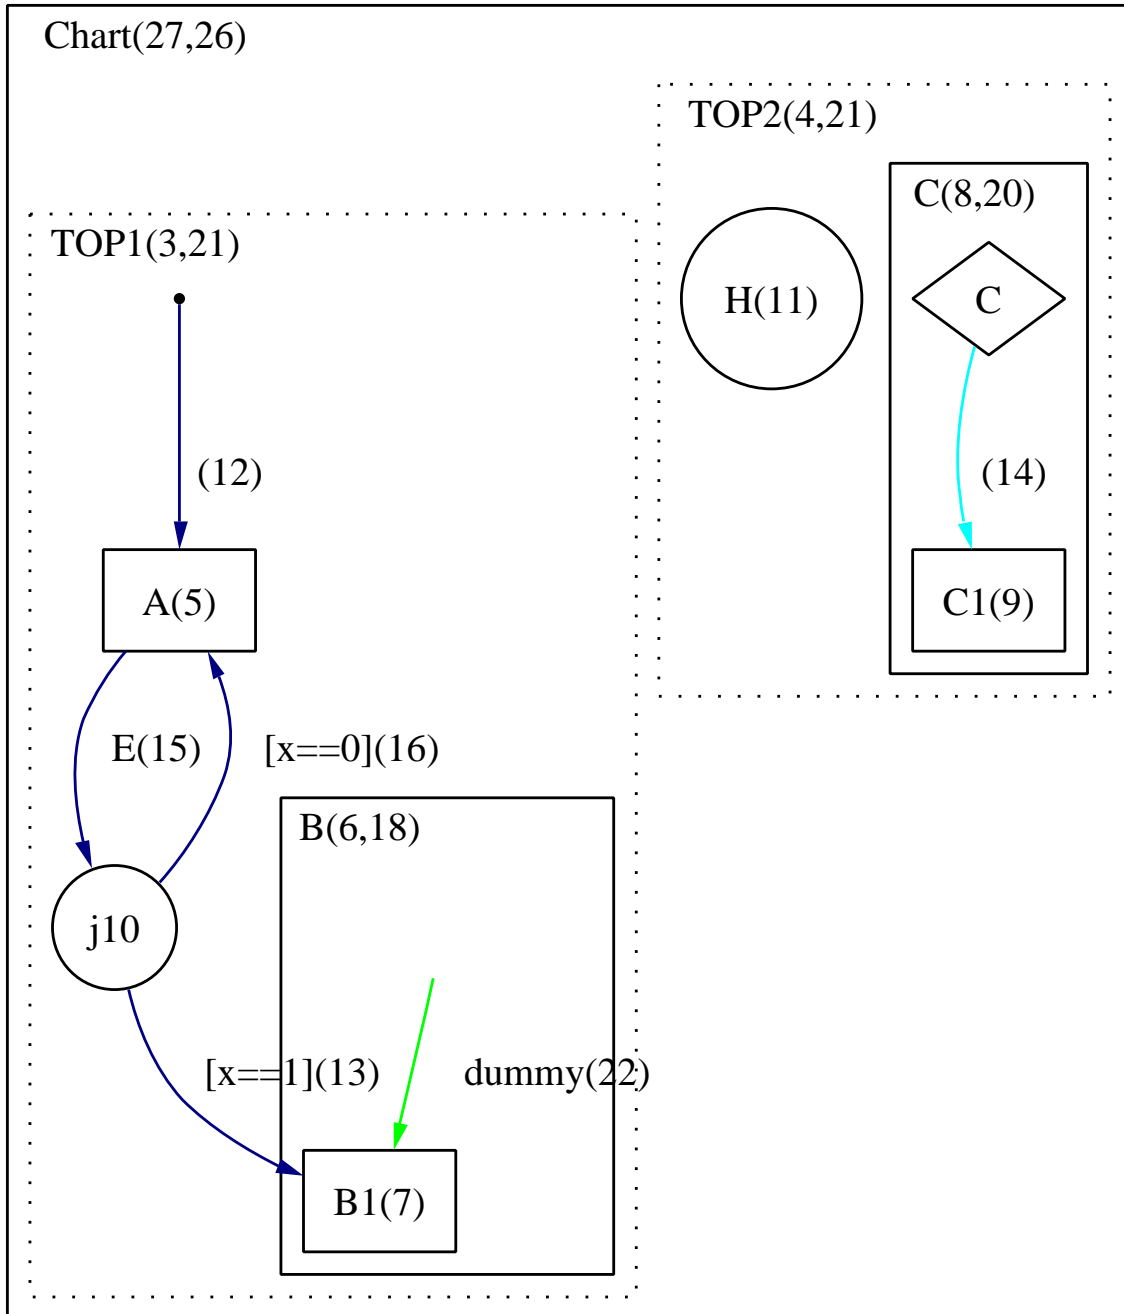 Chart(27,26)
TOP2(4,21)
C(8,20)
TOP1(3,21)
H(11)
C
(12)
(14)
A(5)
C1(9)
E(15)
[x==0](16)
B(6,18)
j10
[x==1](13)
dummy(22)
B1(7)